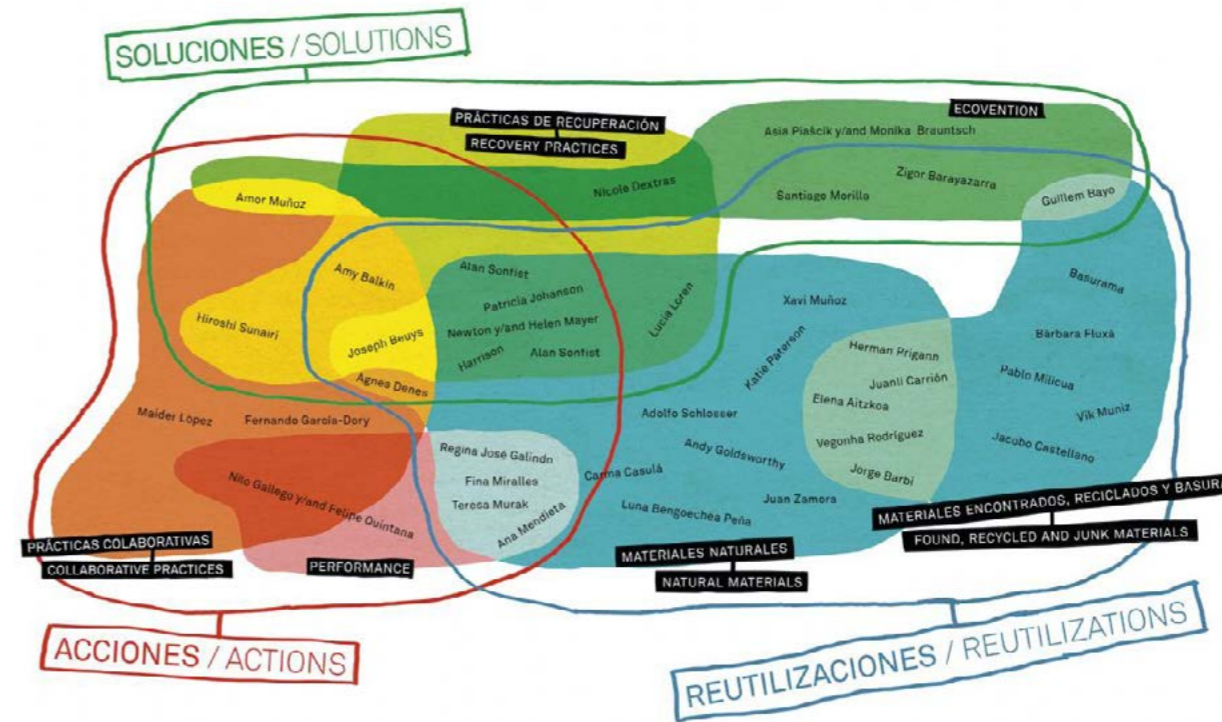 SOLUCIONES / SOLUTIONS
PRÁCTICAS DE RECUPERACIÓN
RECOVERY PRACTICES
ECOVENTION
Asia Piaścik y/and Monika Brauntsch
Nicole Dextras
Zigor Barayazarra
Santiago Morilla
Guillem Bayo
Amor Muñoz
Amy Balkin
Alan Sonfist
Patricia Johanson
Lucía Loren
Xavi Muñoz
Basurama
Hiroshi Sunairi
Joseph Beuys
Newton y/and Helen Mayer
Harrison
Alan Sonfist
Katie Paterson
Herman Prigann
Bárbara Fluxá
Agnes Denes
Juanli Carrión
Pablo Milicua
Elena Aitzkoa
Vik Muniz
Maider López
Fernando García-Dory
Adolfo Schlosser
Andy Goldsworthy
Vegonha Rodríguez
Jacobo Castellano
Regina José Galindo
Fina Miralles
Teresa Murak
Ana Mendieta
Carma Casulá
Jorge Barbi
Juan Zamora
Luna Bengoechea Peña
Nilo Gallego y/and Felipe Quintana
MATERIALES ENCONTRADOS, RECICLADOS Y BASURA
FOUND, RECYCLED AND JUNK MATERIALS
PRÁCTICAS COLABORATIVAS
COLLABORATIVE PRACTICES
PERFORMANCE
MATERIALES NATURALES
NATURAL MATERIALS
ACCIONES / ACTIONS
REUTILIZACIONES / REUTILIZATIONS